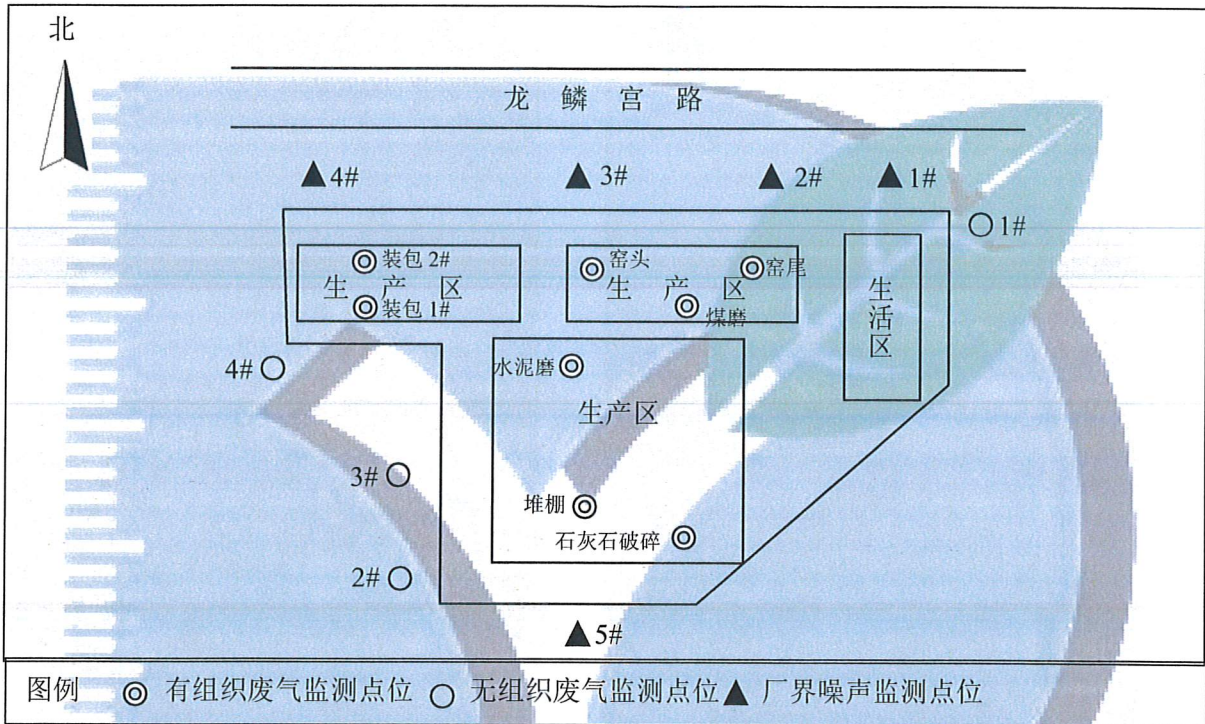 北
龙鳞宫路
4#
3#
2#
1#
1#
装包 2#
生产区
装包 1#
窑头
窑尾
生产区
煤磨
生活区
4#
水泥磨
生产区
3#
堆棚
石灰石破碎
2#
5#
图例 ◎ 有组织废气监测点位 ○ 无组织废气监测点位 ▲ 厂界噪声监测点位